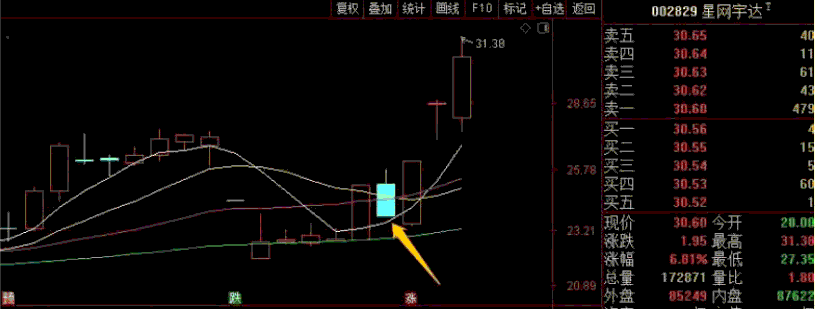 复权 叠加 统计 画线 F10 标记 +自选 返回
002829 星网宇达
31.38
28.65
25.78
23.21
20.89
跌
涨
卖五 30.65 40
卖四 30.64 11
卖三 30.63 61
卖二 30.62 43
卖一 30.60 479
买一 30.56 4
买二 30.55 15
买三 30.54 5
买四 30.53 60
买五 30.52 1
现价 30.60 今开 28.00
涨跌 1.95 最高 31.38
涨幅 6.81% 最低 27.35
总量 172871 量比 1.80
外盘 85249 内盘 87622